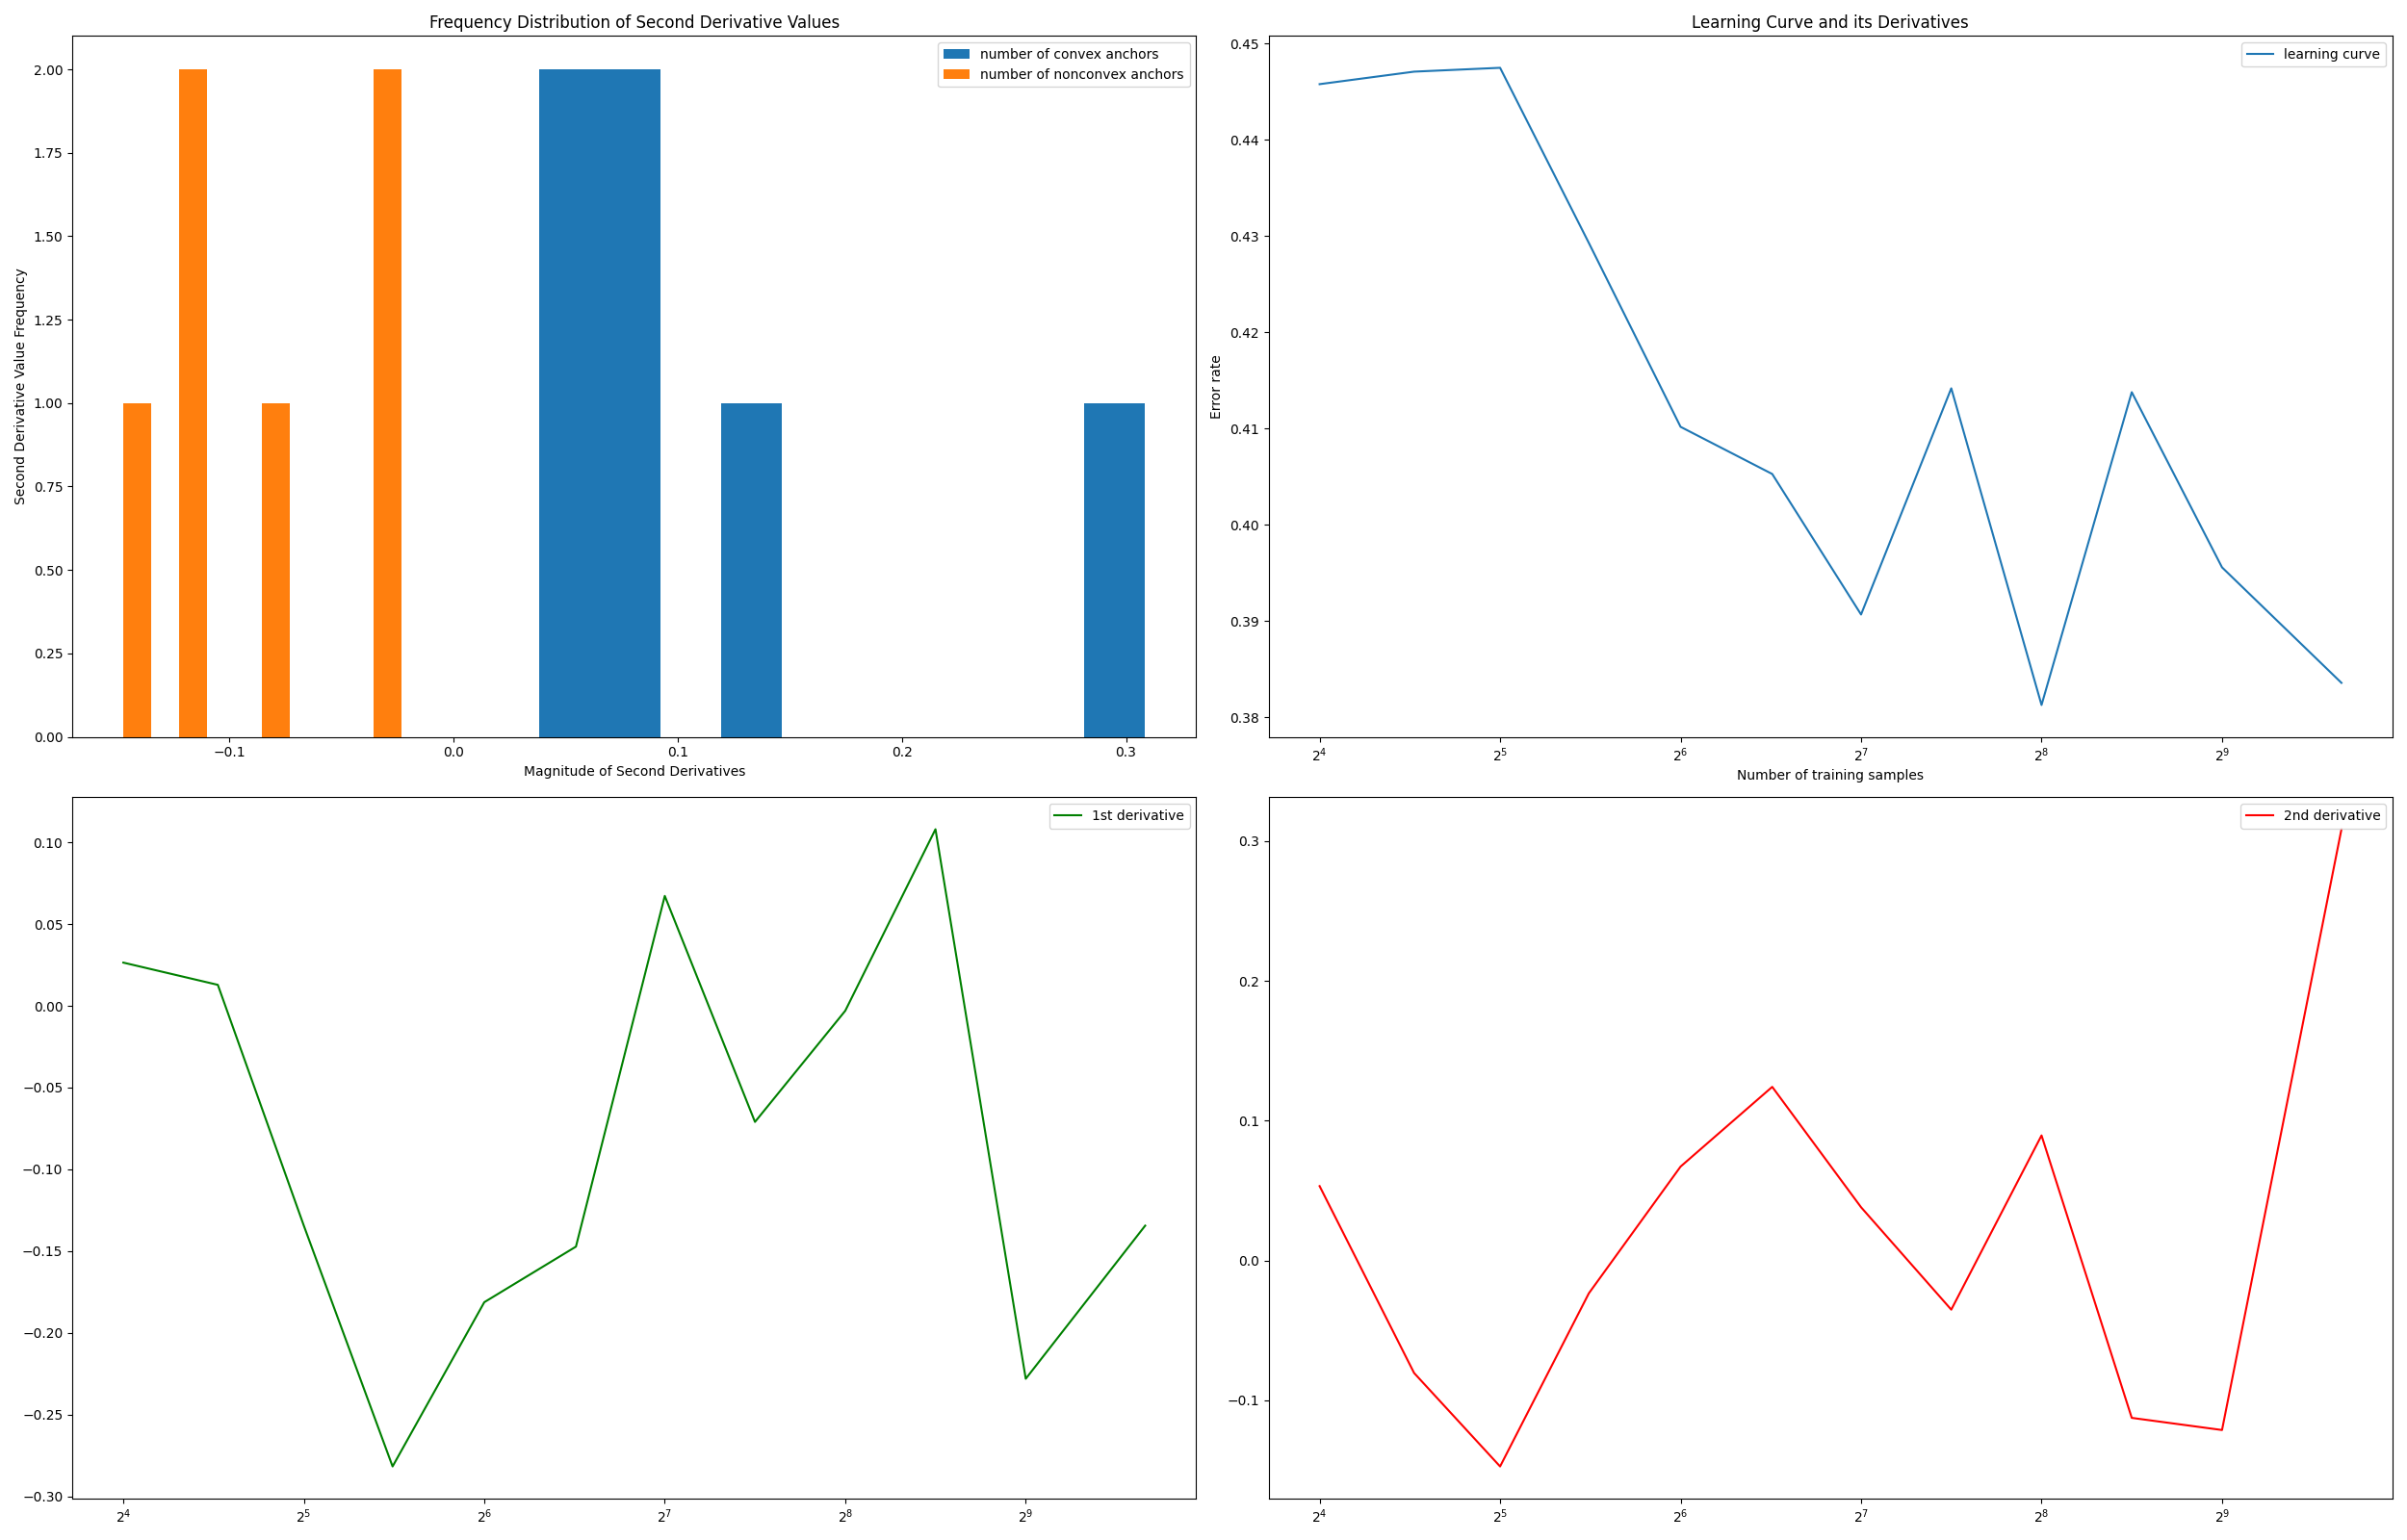 Frequency Distribution of Second Derivative Values
number of convex anchors
number of nonconvex anchors
Second Derivative Value Frequency
2.00
1.75
1.50
1.25
1.00
0.75
0.50
0.25
0.00
−0.1 0.0 0.1 0.2 0.3
Magnitude of Second Derivatives
Learning Curve and its Derivatives
learning curve
Error rate
0.45
0.44
0.43
0.42
0.41
0.40
0.39
0.38
2⁴ 2⁵ 2⁶ 2⁷ 2⁸ 2⁹
Number of training samples
1st derivative
0.10
0.05
0.00
−0.05
−0.10
−0.15
−0.20
−0.25
−0.30
2⁴ 2⁵ 2⁶ 2⁷ 2⁸ 2⁹
2nd derivative
0.3
0.2
0.1
0.0
−0.1
2⁴ 2⁵ 2⁶ 2⁷ 2⁸ 2⁹